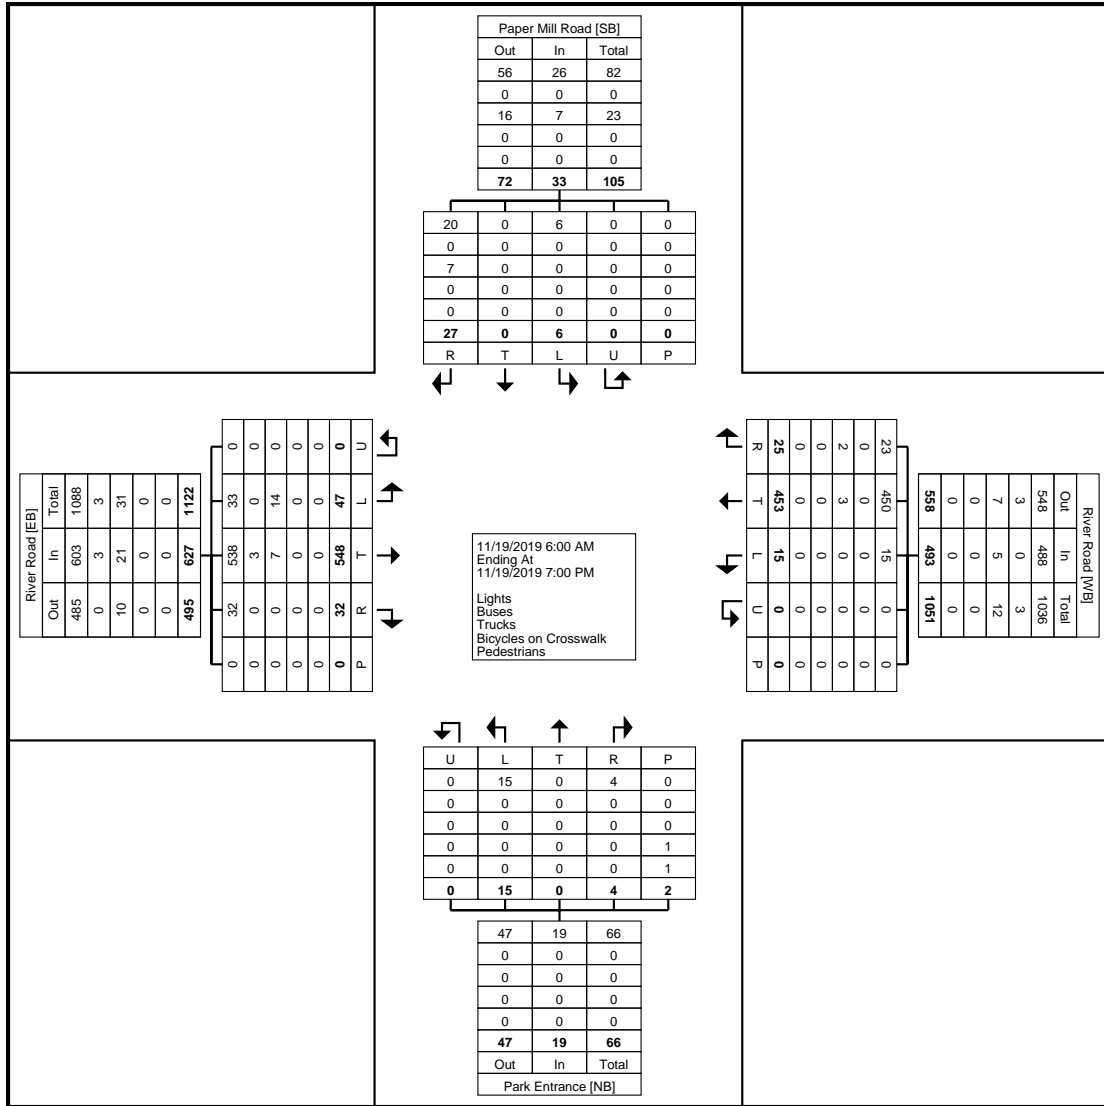 Paper Mill Road [SB]
Out In Total
56 26 82
0 0 0
16 7 23
0 0 0
0 0 0
72 33 105
20 0 6 0 0
0 0 0 0 0
7 0 0 0 0
0 0 0 0 0
0 0 0 0 0
27 0 6 0 0
R T L U P
River Road [EB]
Total In Out
1088 603 485
3 3 0
31 21 10
0 0 0
0 0 0
1122 627 495
0 33 538 32 0
0 0 3 0 0
0 14 7 0 0
0 0 0 0 0
0 0 0 0 0
0 47 548 32 0
U L T R P
11/19/2019 6:00 AM
Ending At
11/19/2019 7:00 PM
Lights
Buses
Trucks
Bicycles on Crosswalk
Pedestrians
River Road [WB]
Out In Total
548 488 1036
3 0 3
7 5 12
0 0 0
0 0 0
558 493 1051
23 450 15 0 0
0 0 0 0 0
2 3 0 0 0
0 0 0 0 0
0 0 0 0 0
25 453 15 0 0
R T L U P
U L T R P
0 15 0 4 0
0 0 0 0 0
0 0 0 0 0
0 0 0 0 1
0 0 0 0 1
0 15 0 4 2
47 19 66
0 0 0
0 0 0
0 0 0
0 0 0
47 19 66
Out In Total
Park Entrance [NB]